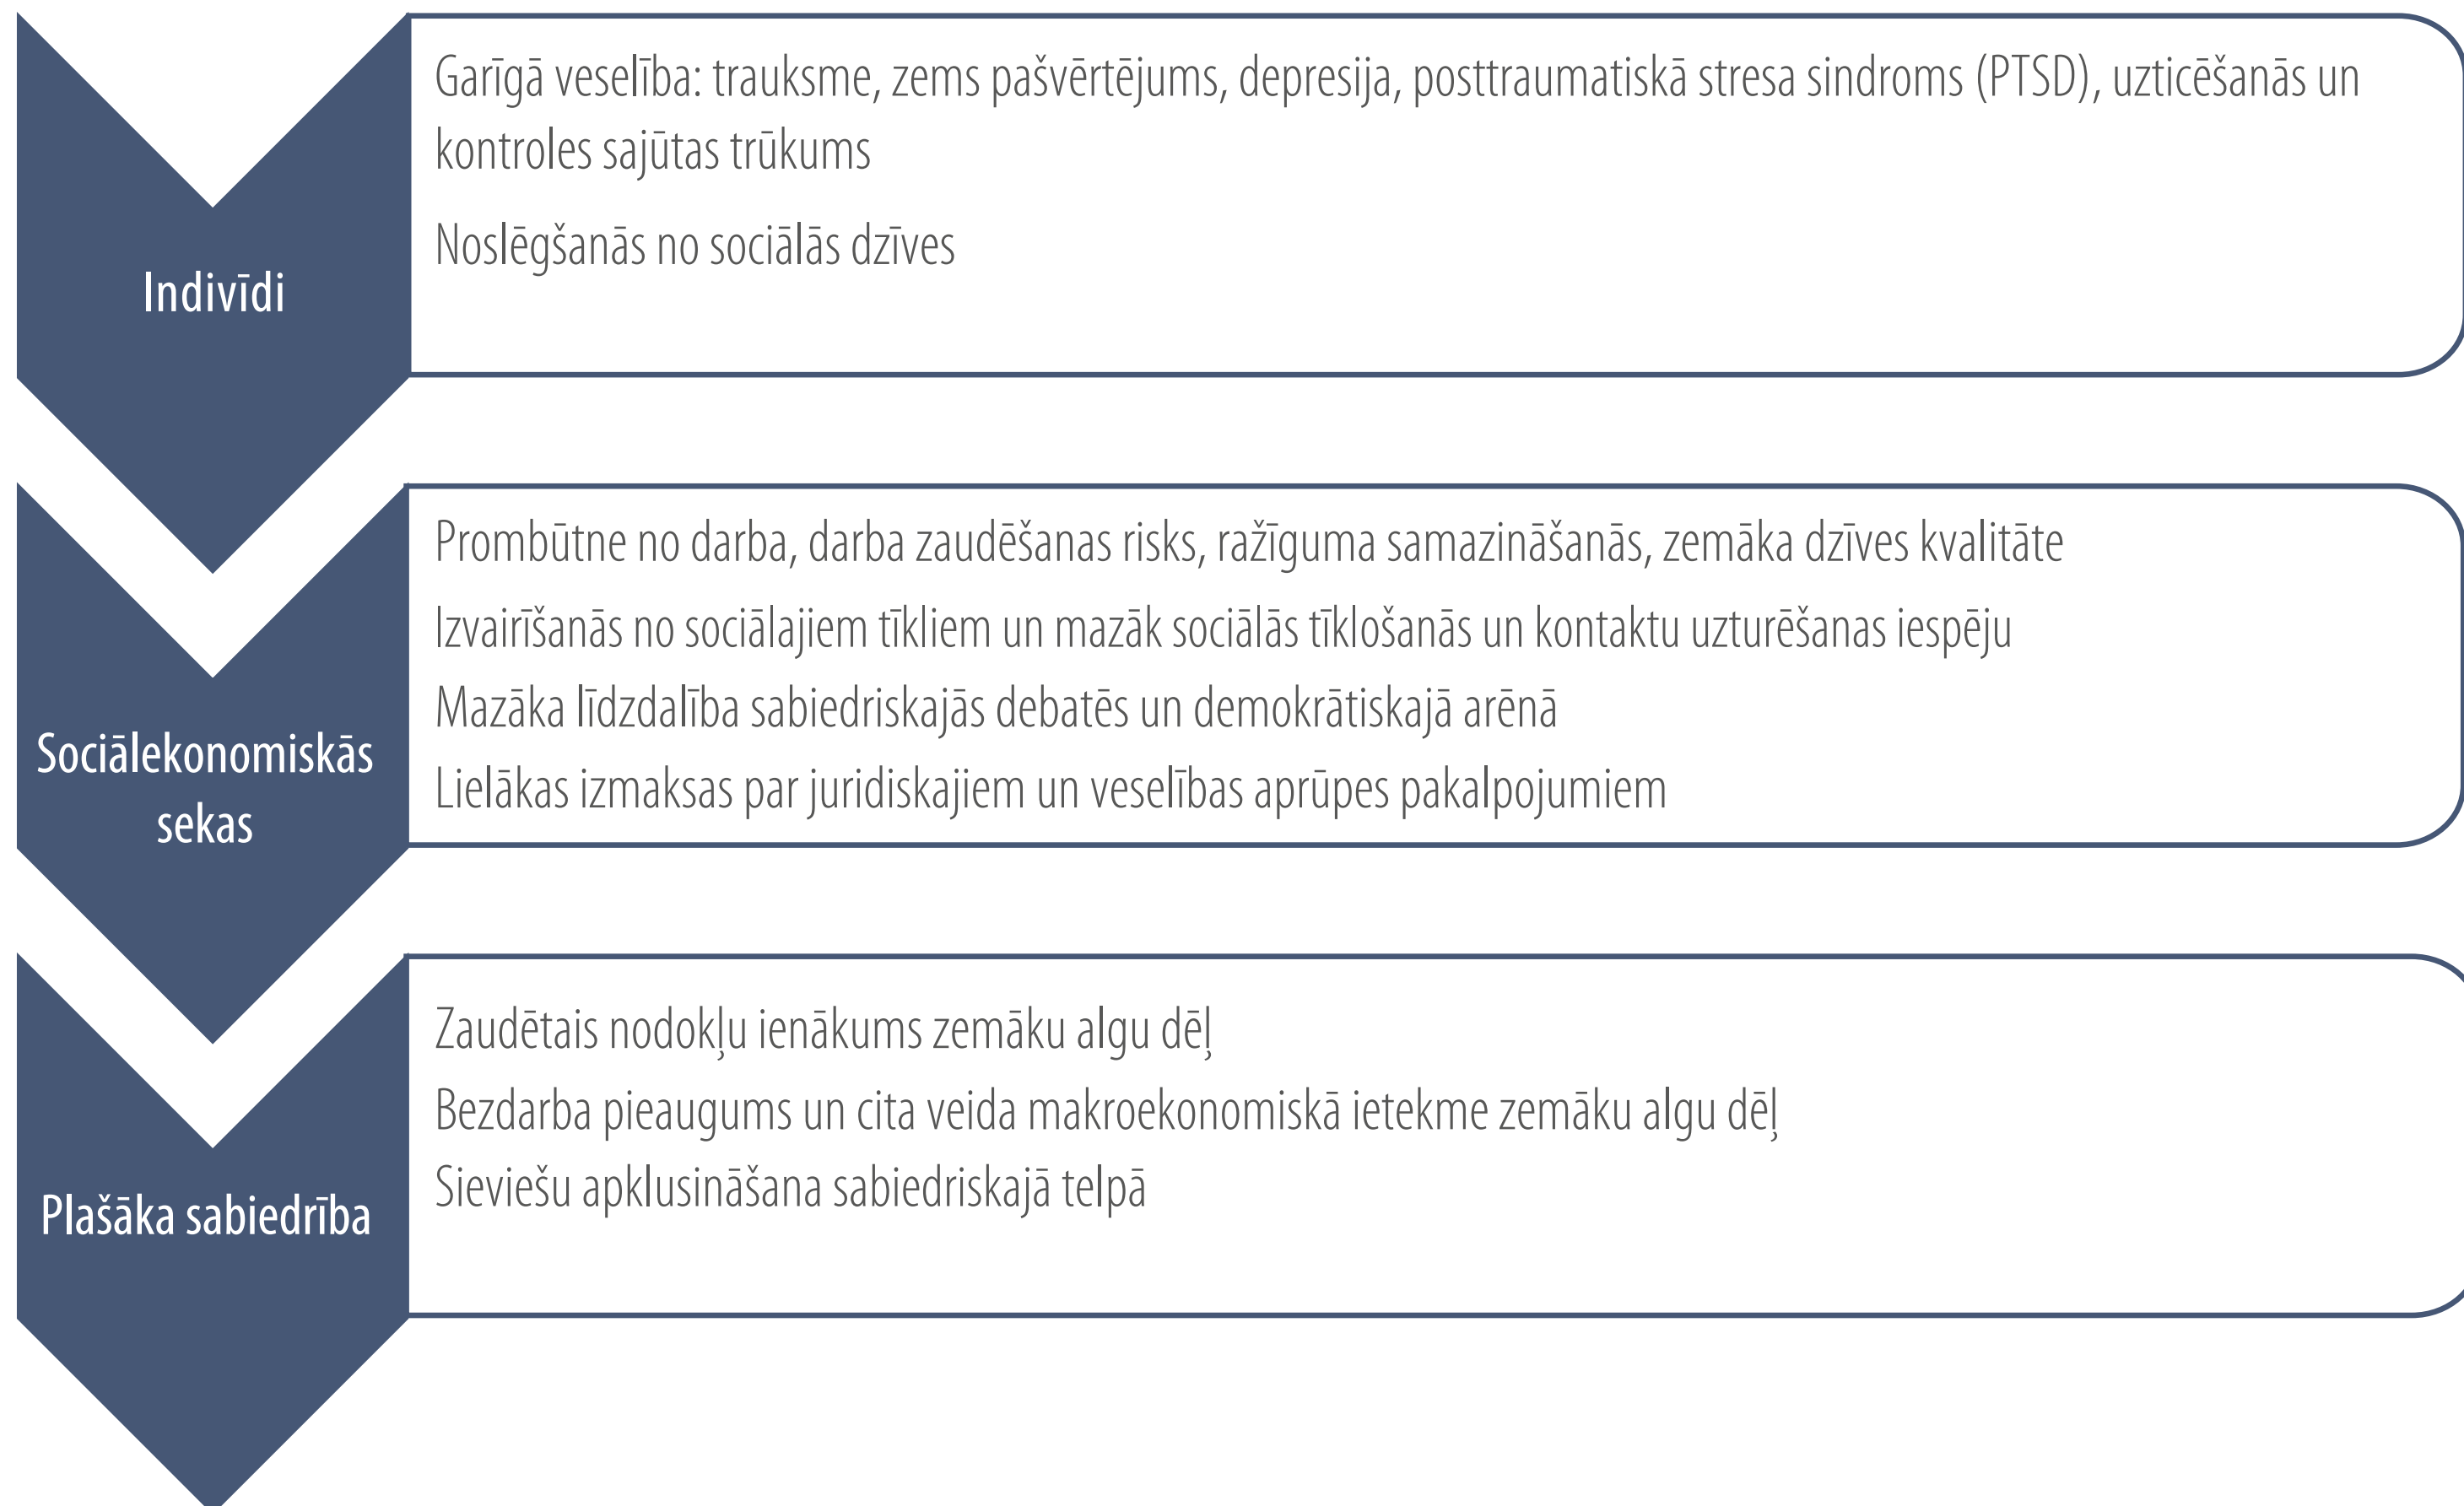 Indivīdi
Garīgā veselība: trauksme, zems pašvērtējums, depresija, posttraumatiskā stresa sindroms (PTSD), uzticēšanās un
kontroles sajūtas trūkums
Noslēgšanās no sociālās dzīves
Sociālekonomiskās
sekas
Prombūtne no darba, darba zaudēšanas risks, ražīguma samazināšanās, zemāka dzīves kvalitāte
Izvairīšanās no sociālajiem tīkliem un mazāk sociālās tīklošanās un kontaktu uzturēšanas iespēju
Mazāka līdzdalība sabiedriskajās debatēs un demokrātiskajā arēnā
Lielākas izmaksas par juridiskajiem un veselības aprūpes pakalpojumiem
Plašāka sabiedrība
Zaudētais nodokļu ienākums zemāku algu dēļ
Bezdarba pieaugums un cita veida makroekonomiskā ietekme zemāku algu dēļ
Sieviešu apklusināšana sabiedriskajā telpā